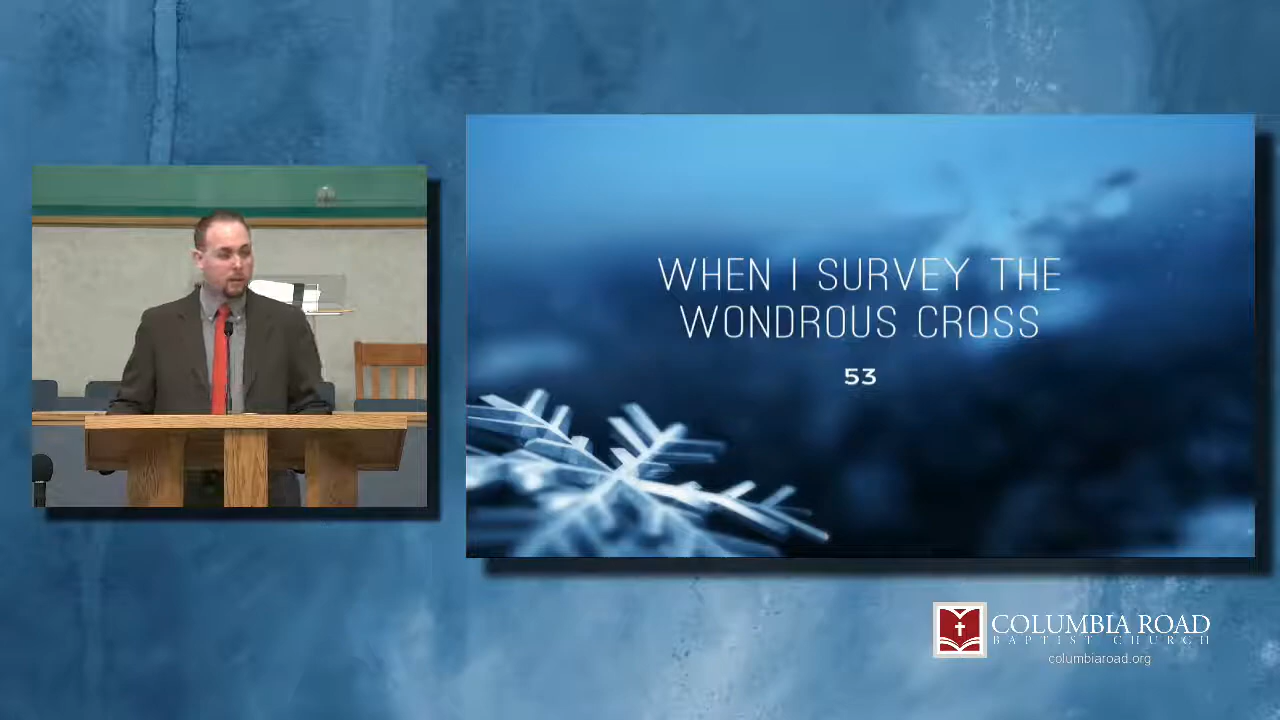 WHEN I SURVEY THE
WONDROUS CROSS
53
COLUMBIA ROAD
BAPTIST CHURCH
columbiaroad.org